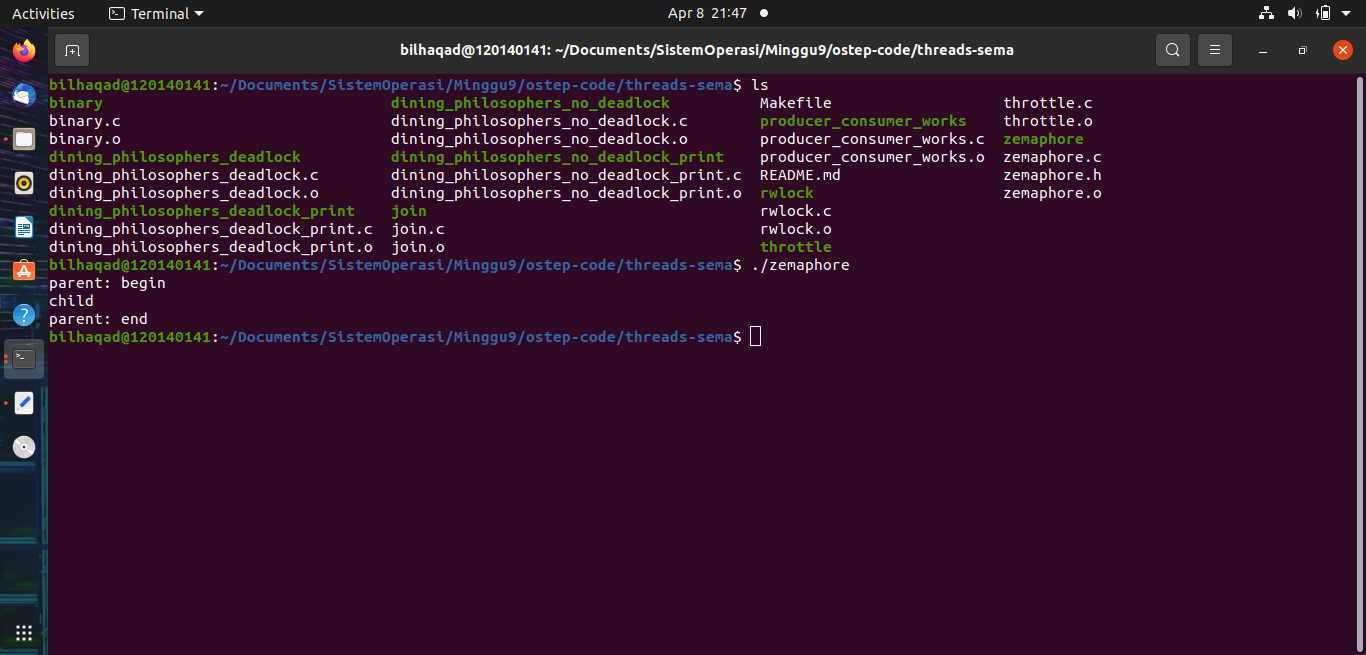 Activities Terminal Apr 8 21:47
bilhaqad@120140141: ~/Documents/SistemOperasi/Minggu9/ostep-code/threads-sema
bilhaqad@120140141:~/Documents/SistemOperasi/Minggu9/ostep-code/threads-sema$ ls
binary dining_philosophers_no_deadlock Makefile throttle.c
binary.c dining_philosophers_no_deadlock.c producer_consumer_works throttle.o
binary.o dining_philosophers_no_deadlock.o producer_consumer_works.c zemaphore
dining_philosophers_deadlock dining_philosophers_no_deadlock_print producer_consumer_works.o zemaphore.c
dining_philosophers_deadlock.c dining_philosophers_no_deadlock_print.c README.md zemaphore.h
dining_philosophers_deadlock.o dining_philosophers_no_deadlock_print.o rwlock zemaphore.o
dining_philosophers_deadlock_print join rwlock.c
dining_philosophers_deadlock_print.c join.c rwlock.o
dining_philosophers_deadlock_print.o join.o throttle
bilhaqad@120140141:~/Documents/SistemOperasi/Minggu9/ostep-code/threads-sema$ ./zemaphore
parent: begin
child
parent: end
bilhaqad@120140141:~/Documents/SistemOperasi/Minggu9/ostep-code/threads-sema$